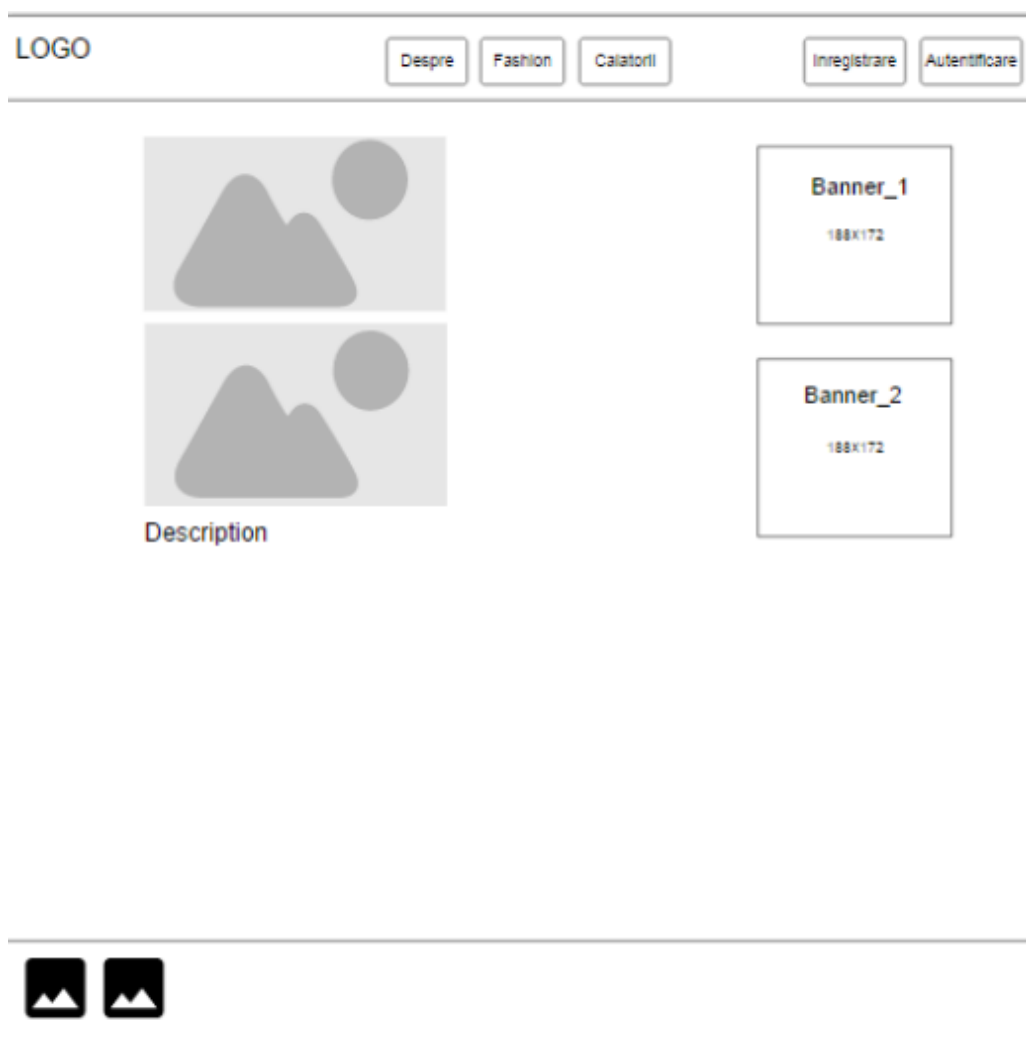 LOGO
Despre
Fashion
Calatorii
Inregistrare
Autentificare
Banner_1
188X172
Banner_2
188X172
Description